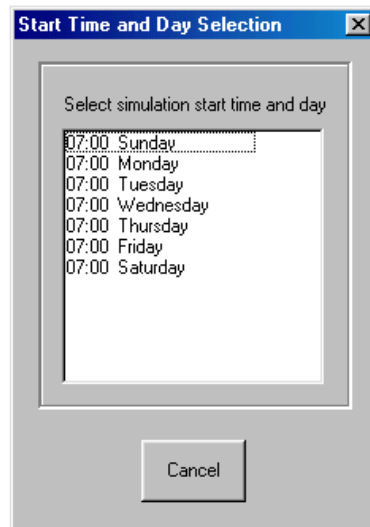 Start Time and Day Selection
Select simulation start time and day
07:00 Sunday
07:00 Monday
07:00 Tuesday
07:00 Wednesday
07:00 Thursday
07:00 Friday
07:00 Saturday
Cancel